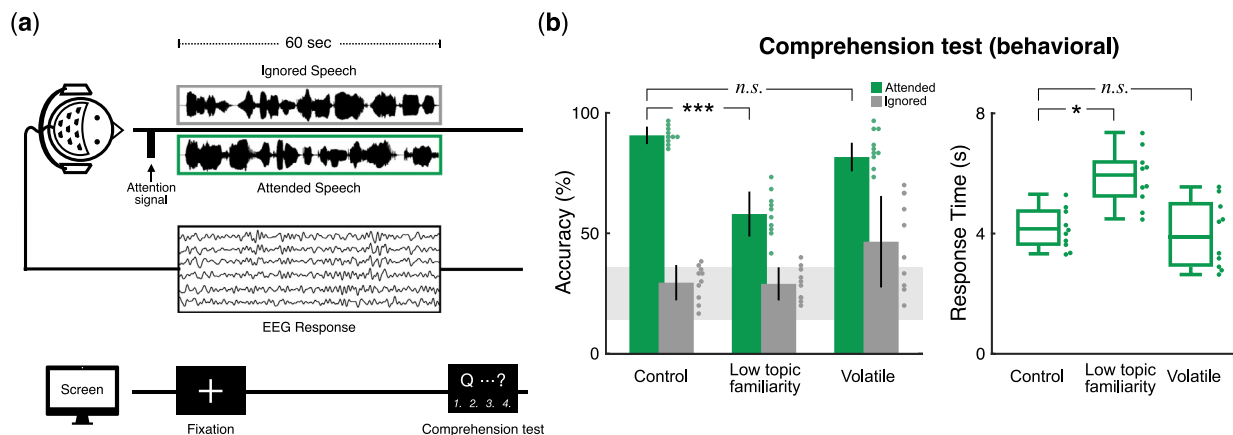 (a)
60 sec
Ignored Speech
Attention
signal
Attended Speech
EEG Response
Screen
Q ···?
1. 2. 3. 4.
Fixation
Comprehension test
(b)
Comprehension test (behavioral)
n.s.
***
Attended
Ignored
100
50
0
Accuracy (%)
Control
Low topic
familiarity
Volatile
n.s.
*
8
4
0
Response Time (s)
Control
Low topic
familiarity
Volatile